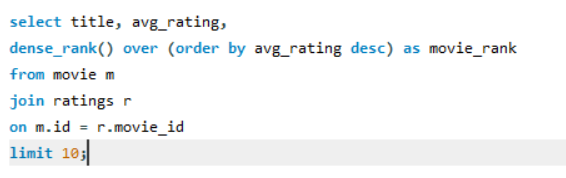 select title, avg_rating,
dense_rank() over (order by avg_rating desc) as movie_rank
from movie m
join ratings r
on m.id = r.movie_id
limit 10;